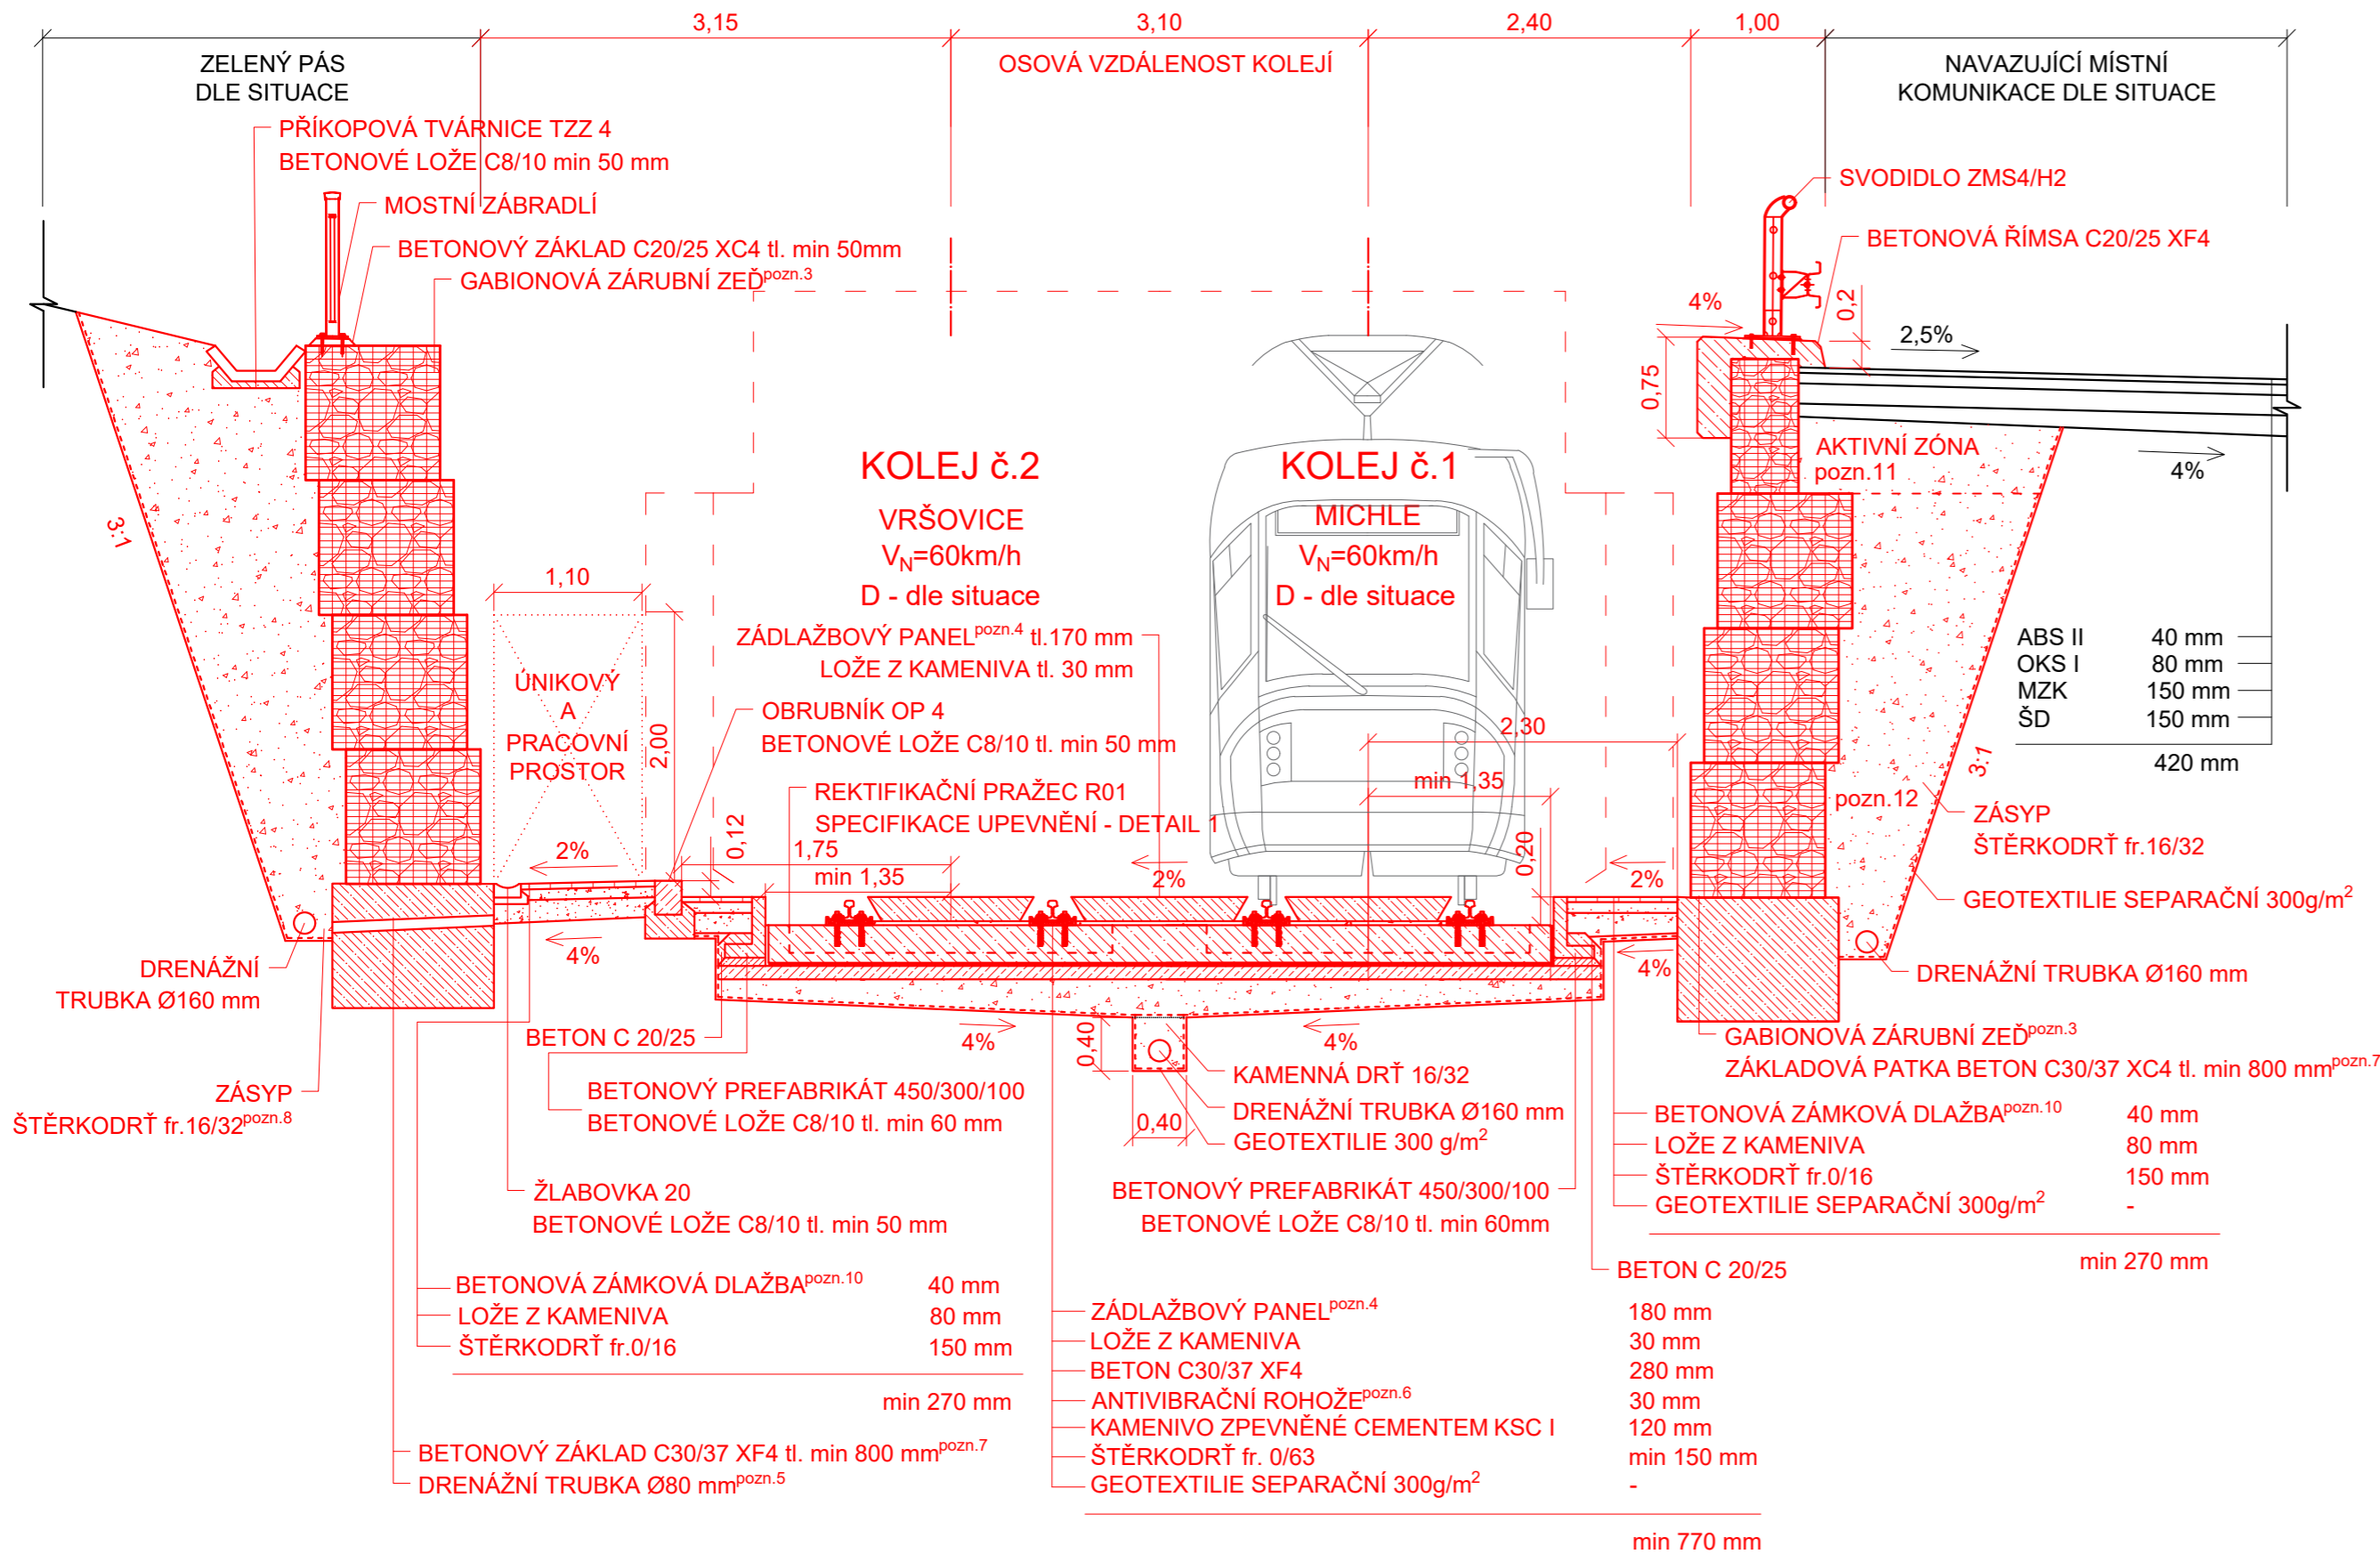 3,15
3,10
2,40
1,00
ZELENÝ PÁS
DLE SITUACE
OSOVÁ VZDÁLENOST KOLEJÍ
NAVAZUJÍCÍ MÍSTNÍ
KOMUNIKACE DLE SITUACE
PŘÍKOPOVÁ TVÁRNICE TZZ 4
BETONOVÉ LOŽE C8/10 min 50 mm
MOSTNÍ ZÁBRADLÍ
BETONOVÝ ZÁKLAD C20/25 XC4 tl. min 50mm
GABIONOVÁ ZÁRUBNÍ ZEĎpozn.3
SVODIDLO ZMS4/H2
BETONOVÁ ŘÍMSA C20/25 XF4
4%
0,2
2,5%
0,75
AKTIVNÍ ZÓNA
pozn.11
4%
KOLEJ č.2
VRŠOVICE
VN=60km/h
D - dle situace
KOLEJ č.1
MICHLE
VN=60km/h
D - dle situace
3:1
1,10
2,00
ÚNIKOVÝ
A
PRACOVNÍ
PROSTOR
ZÁDLAŽBOVÝ PANELpozn.4 tl.170 mm
LOŽE Z KAMENIVA tl. 30 mm
OBRUBNÍK OP 4
BETONOVÉ LOŽE C8/10 tl. min 50 mm
REKTIFIKAČNÍ PRAŽEC R01
SPECIFIKACE UPEVNĚNÍ - DETAIL 1
ABS II 40 mm
OKS I 80 mm
MZK 150 mm
ŠD 150 mm
420 mm
2,30
min 1,35
3:1
pozn.12
ZÁSYP
ŠTĚRKODRŤ fr.16/32
GEOTEXTILIE SEPARAČNÍ 300g/m2
2%
0,12
1,75
min 1,35
2%
0,20
2%
4%
4%
DRENÁŽNÍ
TRUBKA Ø160 mm
DRENÁŽNÍ TRUBKA Ø160 mm
BETON C 20/25
4%
0,40
4%
0,40
KAMENNÁ DRŤ 16/32
DRENÁŽNÍ TRUBKA Ø160 mm
GEOTEXTILIE 300 g/m2
GABIONOVÁ ZÁRUBNÍ ZEĎpozn.3
ZÁKLADOVÁ PATKA BETON C30/37 XC4 tl. min 800 mmpozn.7
ZÁSYP
ŠTĚRKODRŤ fr.16/32pozn.8
BETONOVÝ PREFABRIKÁT 450/300/100
BETONOVÉ LOŽE C8/10 tl. min 60 mm
BETONOVÁ ZÁMKOVÁ DLAŽBApozn.10 40 mm
LOŽE Z KAMENIVA 80 mm
ŠTĚRKODRŤ fr.0/16 150 mm
GEOTEXTILIE SEPARAČNÍ 300g/m2 -
min 270 mm
ŽLABOVKA 20
BETONOVÉ LOŽE C8/10 tl. min 50 mm
BETONOVÝ PREFABRIKÁT 450/300/100
BETONOVÉ LOŽE C8/10 tl. min 60mm
BETON C 20/25
BETONOVÁ ZÁMKOVÁ DLAŽBApozn.10 40 mm
LOŽE Z KAMENIVA 80 mm
ŠTĚRKODRŤ fr.0/16 150 mm
min 270 mm
BETONOVÝ ZÁKLAD C30/37 XF4 tl. min 800 mmpozn.7
DRENÁŽNÍ TRUBKA Ø80 mmpozn.5
ZÁDLAŽBOVÝ PANELpozn.4 180 mm
LOŽE Z KAMENIVA 30 mm
BETON C30/37 XF4 280 mm
ANTIVIBRAČNÍ ROHOŽEpozn.6 30 mm
KAMENIVO ZPEVNĚNÉ CEMENTEM KSC I 120 mm
ŠTĚRKODRŤ fr. 0/63 min 150 mm
GEOTEXTILIE SEPARAČNÍ 300g/m2 -
min 770 mm